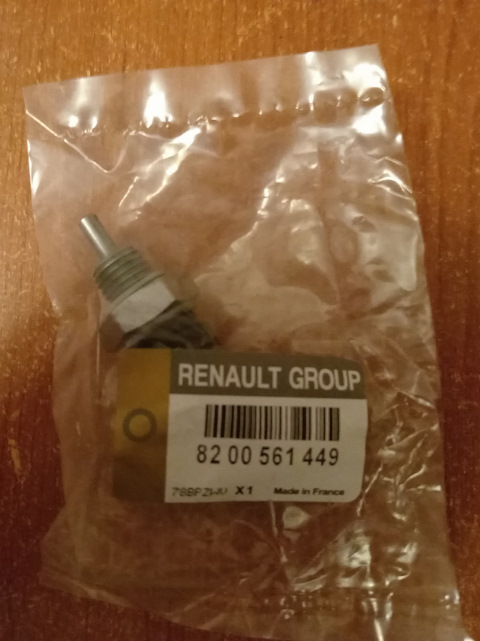 RENAULT GROUP
82 00 561 449
X1 Made in France